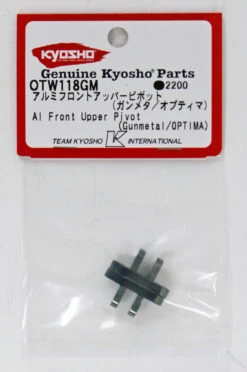 KYOSHO
Genuine Kyosho Parts
OTW118GM ●2200
アルミフロントアッパーピボット
(ガンメタ/オプティマ)
Al Front Upper Pivot
(Gunmetal/OPTIMA)
TEAM KYOSHO K INTERNATIONAL